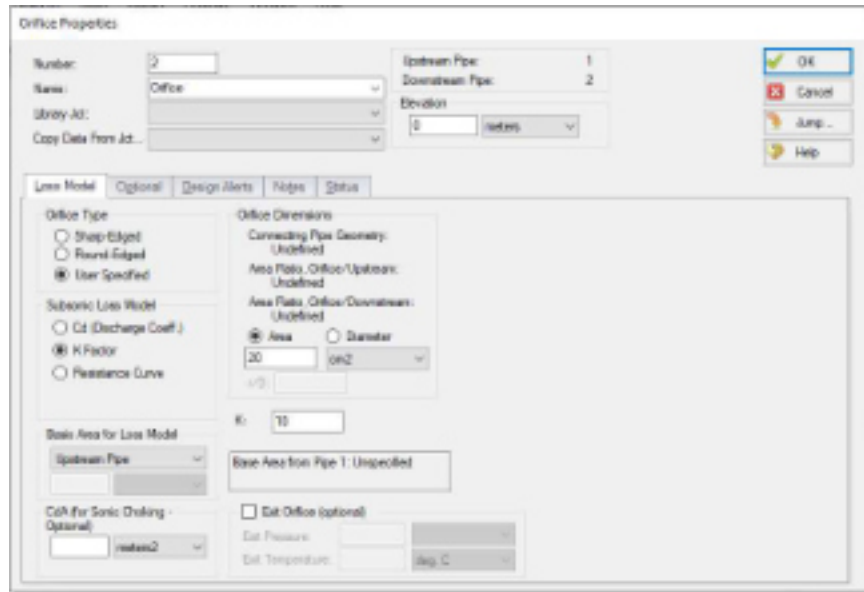 Orifice Properties
Number: 2
Name: Orifice
Library Jct:
Copy Data From Jct...
Upstream Pipe: 1
Downstream Pipe: 2
Elevation
0 meters
OK
Cancel
Jump...
Help
Loss Model Optional Design Alerts Notes Status
Orifice Type
Sharp-Edged
Round-Edged
User Specified
Subsonic Loss Model
Cd (Discharge Coeff.)
K Factor
Resistance Curve
Basis Area for Loss Model
Upstream Pipe
CdA (for Sonic Choking -
Optional)
meters2
Orifice Dimensions
Connecting Pipe Geometry:
Undefined
Area Ratio, Orifice/Upstream:
Undefined
Area Ratio, Orifice/Downstream:
Undefined
Area Diameter
20 cm2
K: 10
Base Area from Pipe 1: Unspecified
Exit Orifice (optional)
Exit Pressure:
Exit Temperature: deg. C